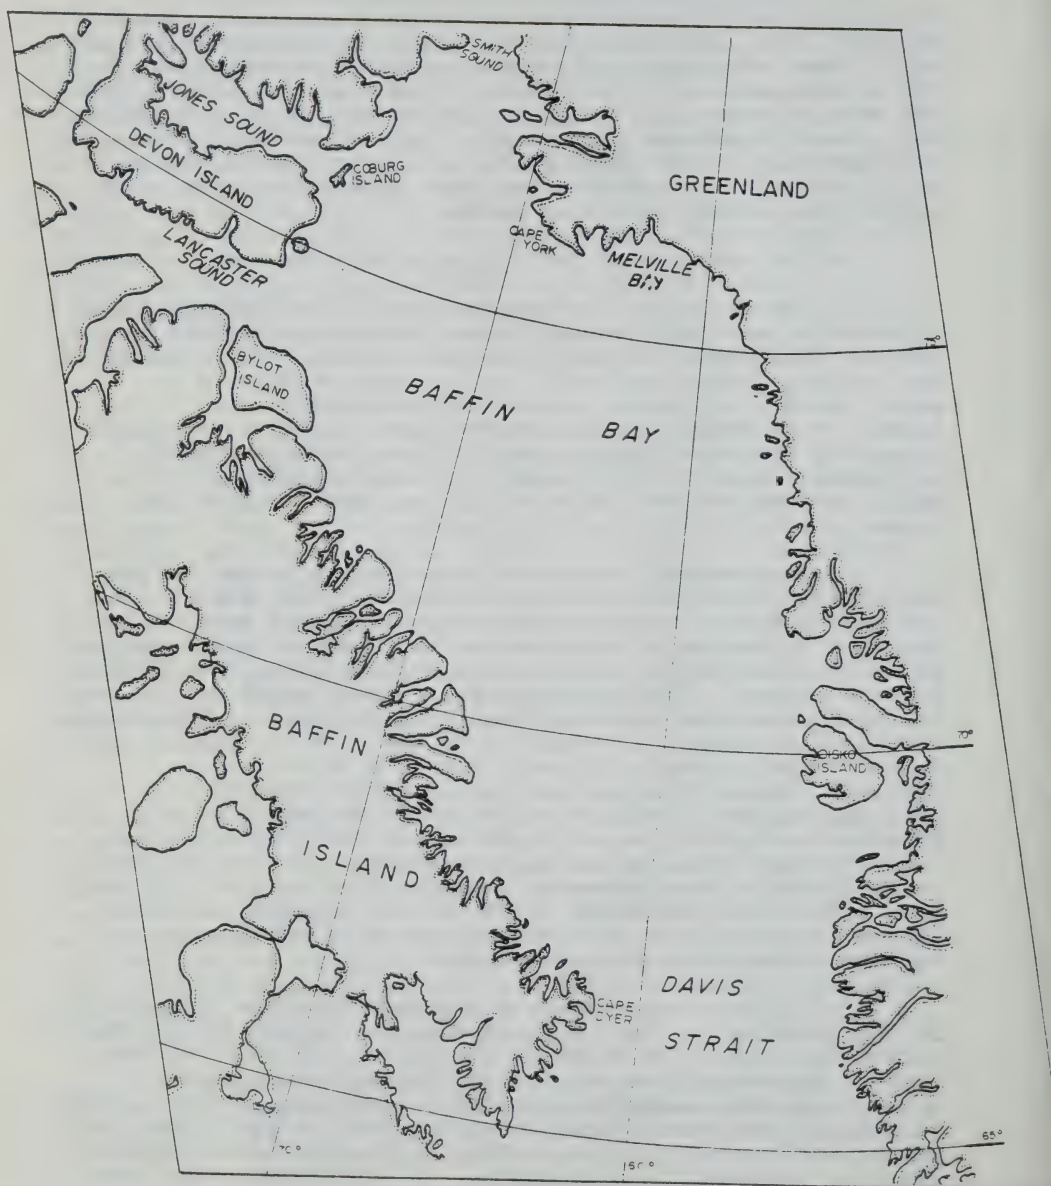 SMITH
SOUND
JONES SOUND
DEVON ISLAND
COBURG
ISLAND
GREENLAND
LANCASTER
SOUND
CAPE
YORK
MELVILLE
BAY
BYLOT
ISLAND
BAFFIN
BAY
BAFFIN
ISLAND
70°
DISKO
ISLAND
DAVIS
STRAIT
CAPE
DYER
65°
70°